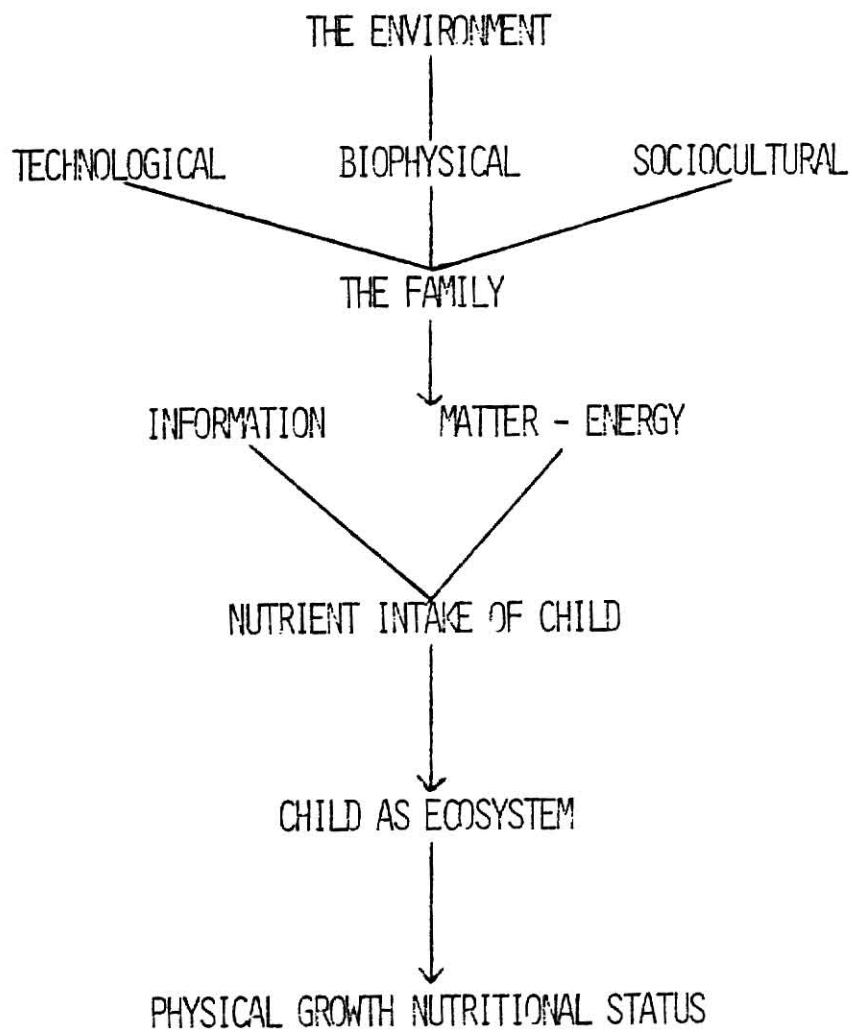 THE ENVIRONMENT
TECHNOLOGICAL BIOPHYSICAL SOCIOCULTURAL
THE FAMILY
INFORMATION MATTER - ENERGY
NUTRIENT INTAKE OF CHILD
CHILD AS ECOSYSTEM
PHYSICAL GROWTH NUTRITIONAL STATUS